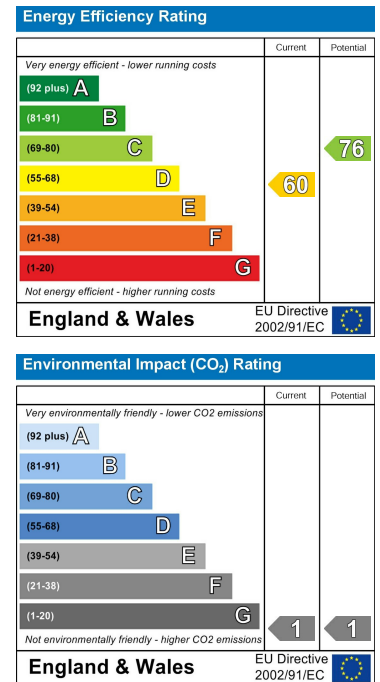 Energy Efficiency Rating
Current Potential
Very energy efficient - lower running costs
(92 plus) A
(81-91) B
(69-80) C 76
(55-68) D 60
(39-54) E
(21-38) F
(1-20) G
Not energy efficient - higher running costs
England & Wales
EU Directive
2002/91/EC
Environmental Impact (CO₂) Rating
Current Potential
Very environmentally friendly - lower CO2 emissions
(92 plus) A
(81-91) B
(69-80) C
(55-68) D
(39-54) E
(21-38) F
(1-20) G 1 1
Not environmentally friendly - higher CO2 emissions
England & Wales
EU Directive
2002/91/EC